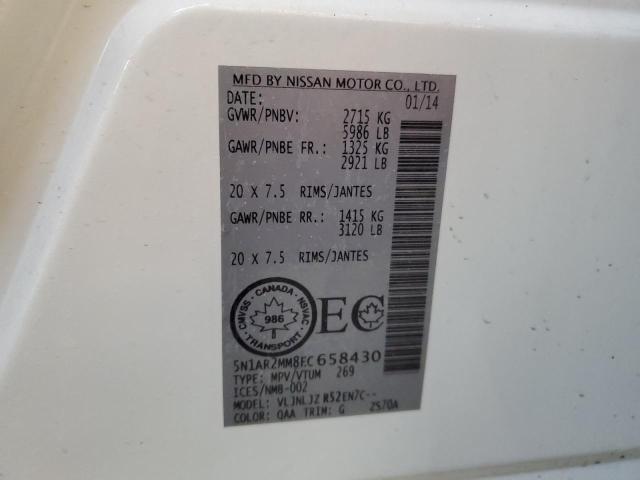 MFD BY NISSAN MOTOR CO., LTD.
DATE: 01/14
GVWR/PNBV: 2715 KG
5986 LB
GAWR/PNBE FR.: 1325 KG
2921 LB
20 X 7.5 RIMS/JANTES
GAWR/PNBE RR.: 1415 KG
3120 LB
20 X 7.5 RIMS/JANTES
CANADA
CMVSS NSVAC
986
TRANSPORT
EC
5N1AR2MM8EC658430
TYPE: MPV/VTUM 269
ICES/NMB-002
MODEL: VLJNLJZ R52EN7C--
COLOR: QAA TRIM: G ZS70A